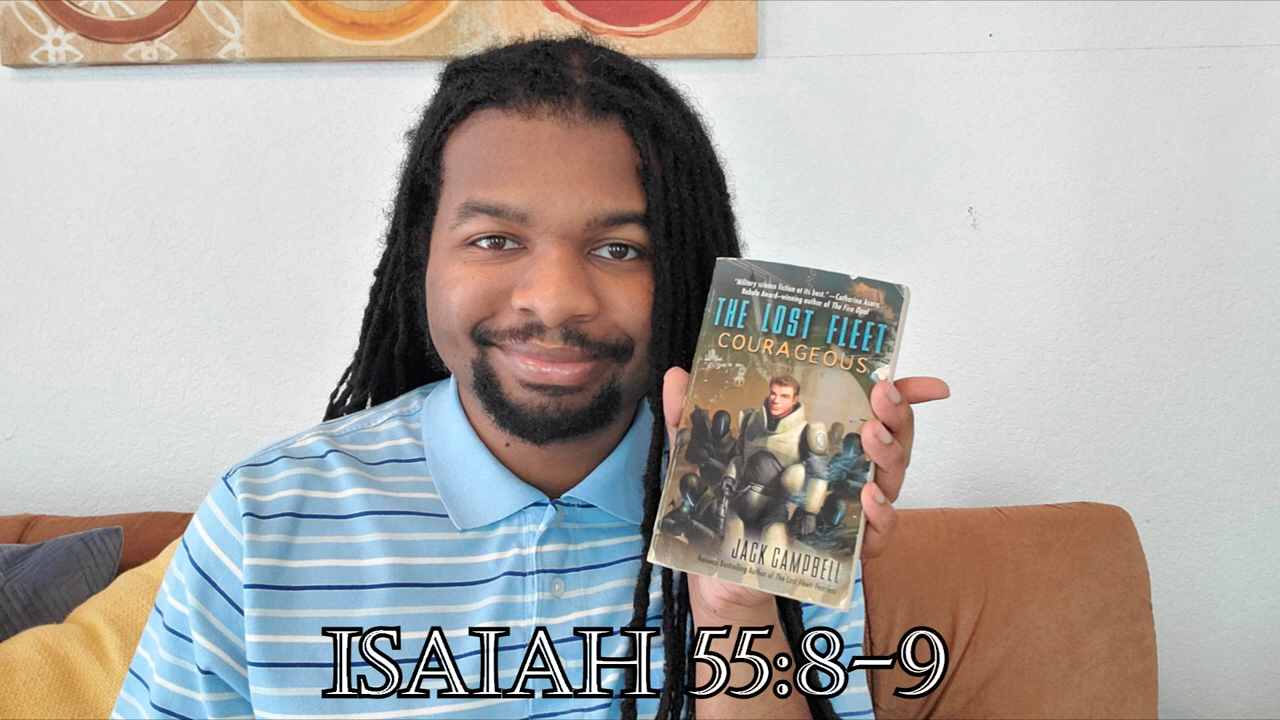 "Military science fiction at its best." —Catherine Asaro,
Nebula Award–winning author of The Fire Opal
THE LOST FLEET
COURAGEOUS
JACK CAMPBELL
National Bestselling Author of The Lost Fleet: Fearless
ISAIAH 55:8-9